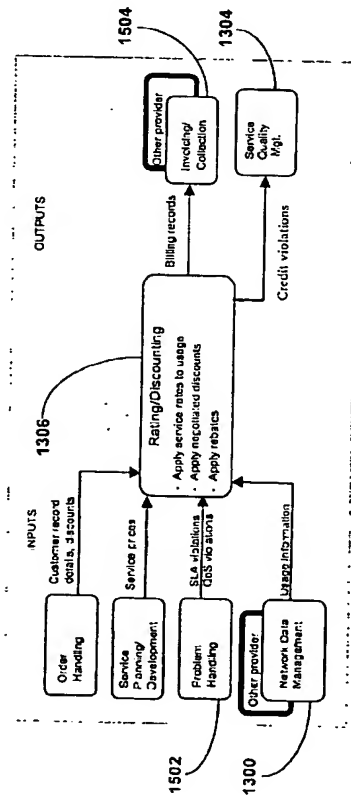 INPUTS
OUTPUTS
Order
Handling
Customer record
details, discounts
Service
Planning/
Development
Service prices
Problem
Handling
SLA violations
QoS violations
1502
Other provider
Network Data
Management
Usage information
1300
1306
Rating/Discounting
· Apply service rates to usage
· Apply negotiated discounts
· Apply rebates
Billing records
Other provider
Invoicing/
Collection
1504
Credit violations
Service
Quality
Mgt.
1304